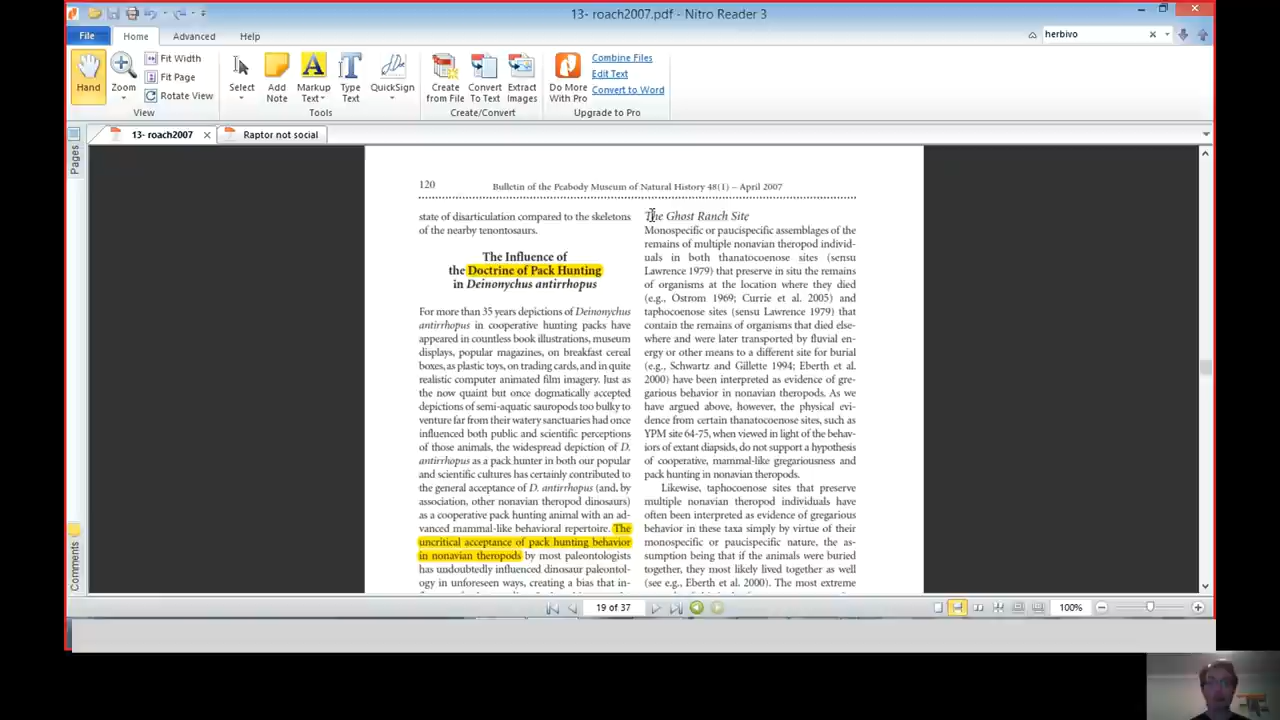 13- roach2007.pdf - Nitro Reader 3
File
Home
Advanced
Help
herbivo
Hand
Zoom
Fit Width
Fit Page
Rotate View
View
Select
Add
Note
Markup
Text
Type
Text
QuickSign
Tools
Create
from File
Convert
To Text
Extract
Images
Create/Convert
Do More
With Pro
Combine Files
Edit Text
Convert to Word
Upgrade to Pro
13- roach2007
Raptor not social
Pages
Comments
120
Bulletin of the Peabody Museum of Natural History 48(1) – April 2007
state of disarticulation compared to the skeletons
of the nearby tenontosaurs.
The Influence of
the Doctrine of Pack Hunting
in Deinonychus antirrhopus
For more than 35 years depictions of Deinonychus
antirrhopus in cooperative hunting packs have
appeared in countless book illustrations, museum
displays, popular magazines, on breakfast cereal
boxes, as plastic toys, on trading cards, and in quite
realistic computer animated film imagery. Just as
the now quaint but once dogmatically accepted
depictions of semi-aquatic sauropods too bulky to
venture far from their watery sanctuaries had once
influenced both public and scientific perceptions
of those animals, the widespread depiction of D.
antirrhopus as a pack hunter in both our popular
and scientific cultures has certainly contributed to
the general acceptance of D. antirrhopus (and, by
association, other nonavian theropod dinosaurs)
as a cooperative pack hunting animal with an ad-
vanced mammal-like behavioral repertoire. The
uncritical acceptance of pack hunting behavior
in nonavian theropods by most paleontologists
has undoubtedly influenced dinosaur paleontol-
ogy in unforeseen ways, creating a bias that in-
The Ghost Ranch Site
Monospecific or paucispecific assemblages of the
remains of multiple nonavian theropod individ-
uals in both thanatocoenose sites (sensu
Lawrence 1979) that preserve in situ the remains
of organisms at the location where they died
(e.g., Ostrom 1969; Currie et al. 2005) and
taphocoenose sites (sensu Lawrence 1979) that
contain the remains of organisms that died else-
where and were later transported by fluvial en-
ergy or other means to a different site for burial
(e.g., Schwartz and Gillette 1994; Eberth et al.
2000) have been interpreted as evidence of gre-
garious behavior in nonavian theropods. As we
have argued above, however, the physical evi-
dence from certain thanatocoenose sites, such as
YPM site 64-75, when viewed in light of the behav-
iors of extant diapsids, do not support a hypothesis
of cooperative, mammal-like gregariousness and
pack hunting in nonavian theropods.
Likewise, taphocoenose sites that preserve
multiple nonavian theropod individuals have
often been interpreted as evidence of gregarious
behavior in these taxa simply by virtue of their
monospecific or paucispecific nature, the as-
sumption being that if the animals were buried
together, they most likely lived together as well
(see e.g., Eberth et al. 2000). The most extreme
19 of 37
100%